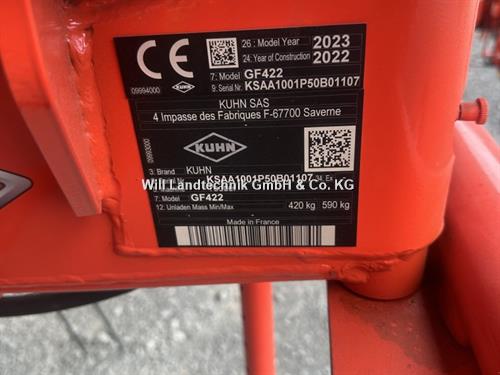 CE
09994000
KUHN
26: Model Year 2023
24: Year of Construction 2022
7: Model GF422
9: Serial Nr. KSAA1001P50B01107
KUHN SAS
4 Impasse des Fabriques F-67700 Saverne
09993000
KUHN
3. Brand KUHN
KSAA1001P50B01107
Will Landtechnik GmbH & Co. KG
7. Model GF422
12. Unladen Mass Min/Max 420 kg 590 kg
Made in France